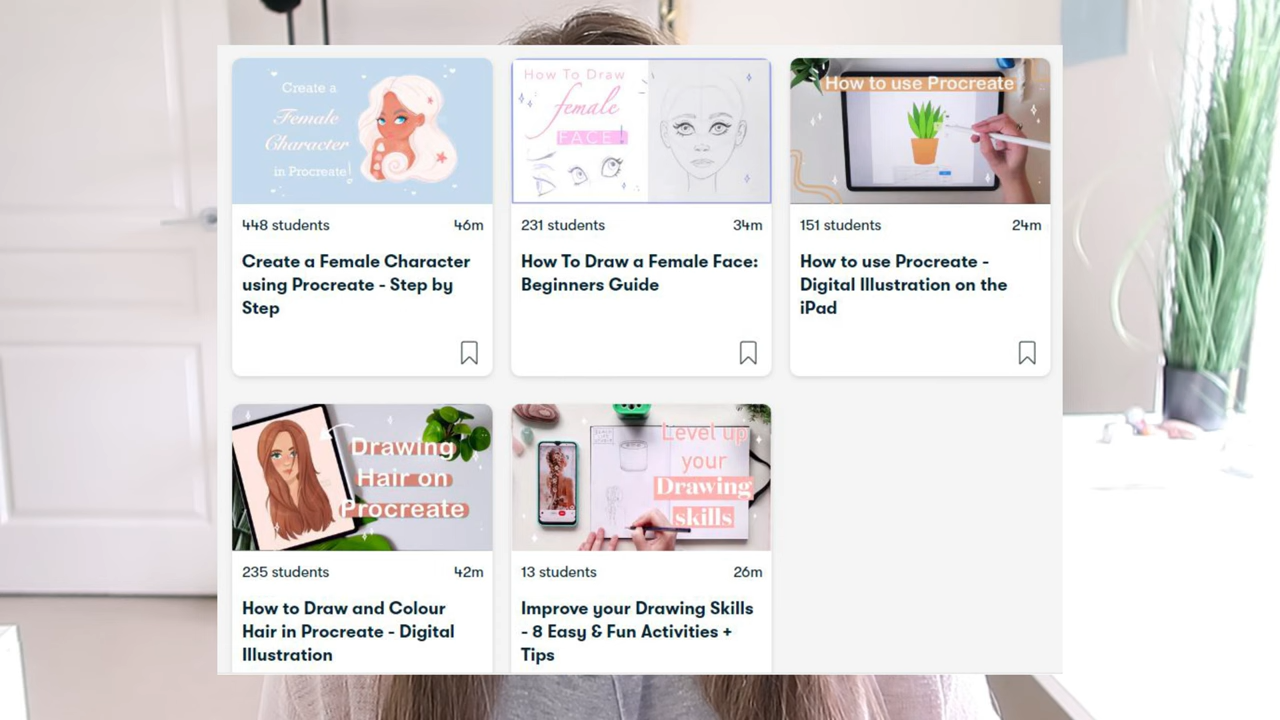 Create a
Female
Character
in Procreate!
448 students
46m
Create a Female Character
using Procreate - Step by
Step
How To Draw
female
FACE!
231 students
34m
How To Draw a Female Face:
Beginners Guide
How to use Procreate
151 students
24m
How to use Procreate -
Digital Illustration on the
iPad
Drawing
Hair on
Procreate
235 students
42m
How to Draw and Colour
Hair in Procreate - Digital
Illustration
Level up
your
Drawing
skills
13 students
26m
Improve your Drawing Skills
- 8 Easy & Fun Activities +
Tips